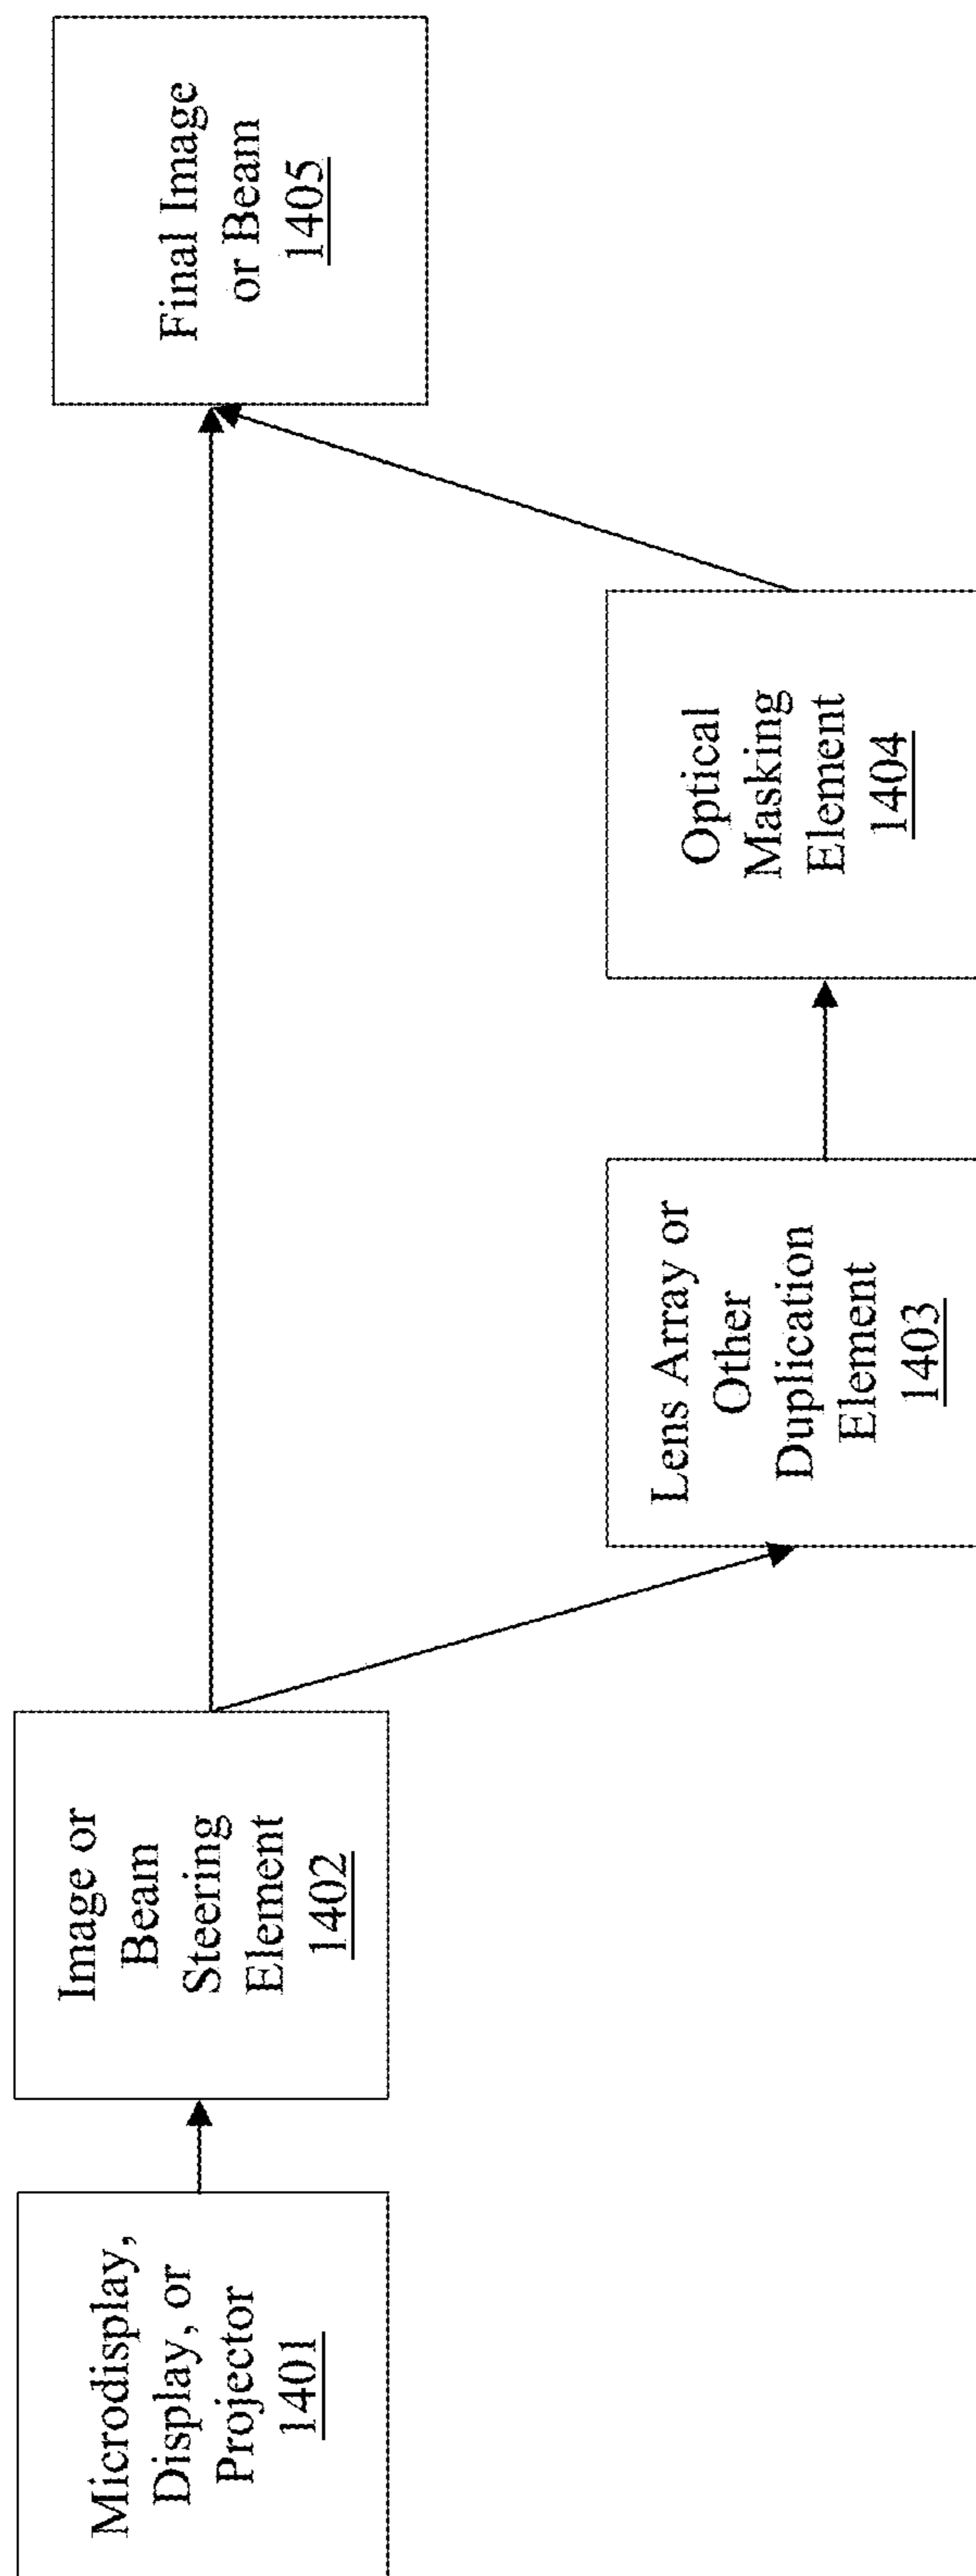 Microdisplay,
Display, or
Projector
1401
Image or
Beam
Steering
Element
1402
Lens Array or
Other
Duplication
Element
1403
Optical
Masking
Element
1404
Final Image
or Beam
1405